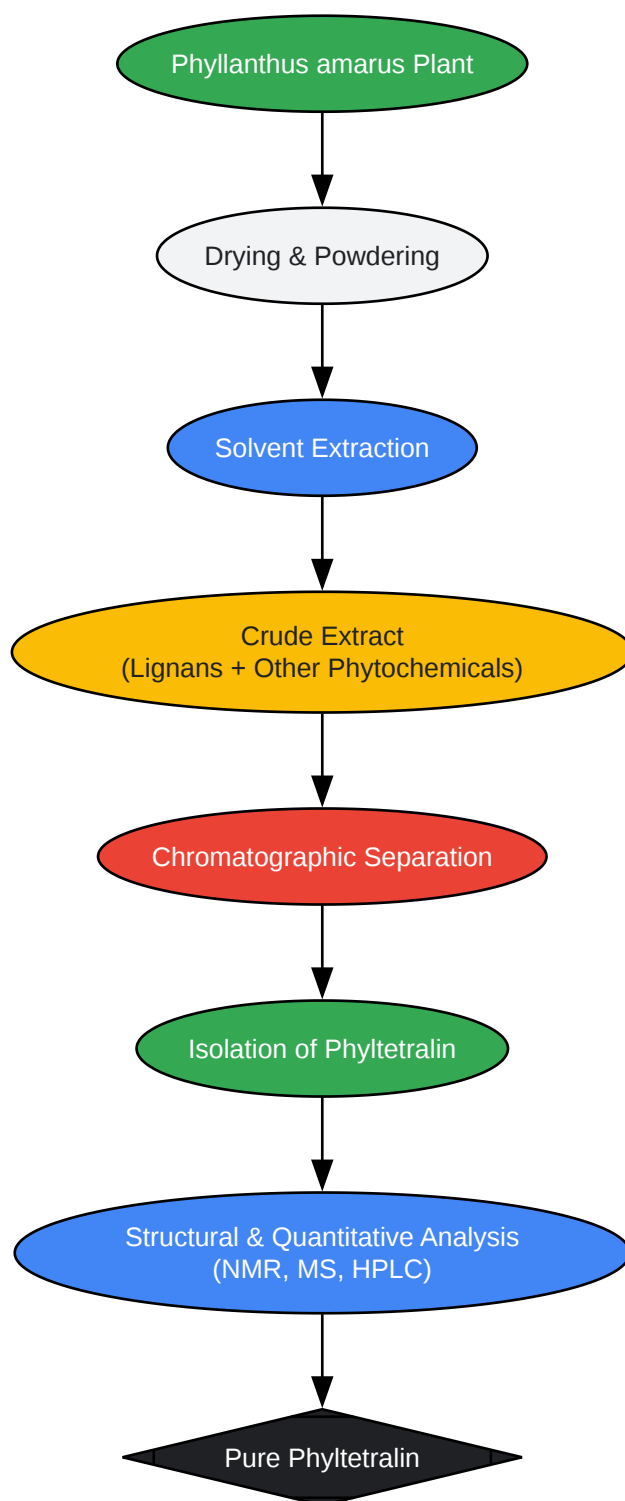 Phyllanthus amarus Plant
Drying & Powdering
Solvent Extraction
Crude Extract
(Lignans + Other Phytochemicals)
Chromatographic Separation
Isolation of Phyltetralin
Structural & Quantitative Analysis
(NMR, MS, HPLC)
Pure Phyltetralin